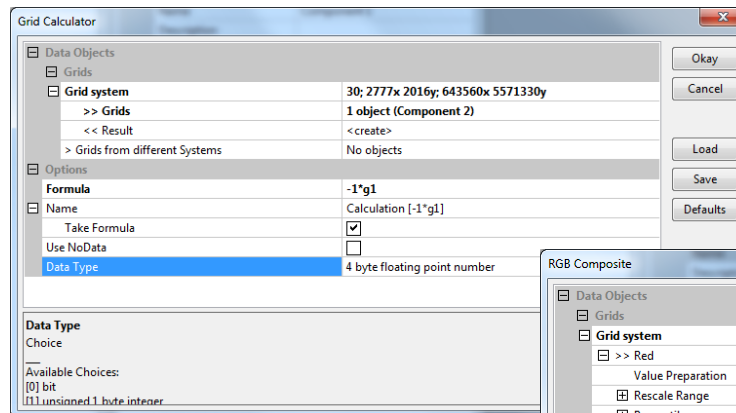 Grid Calculator
Data Objects
Grids
Grid system 30; 2777x 2016y; 643560x 5571330y
>> Grids 1 object (Component 2)
<< Result <create>
> Grids from different Systems No objects
Options
Formula -1*g1
Name Calculation [-1*g1]
Take Formula
Use NoData
Data Type 4 byte floating point number
Data Type
Choice
Available Choices:
[0] bit
[1] unsigned 1 byte integer
Okay
Cancel
Load
Save
Defaults
RGB Composite
Data Objects
Grids
Grid system
>> Red
Value Preparation
Rescale Range